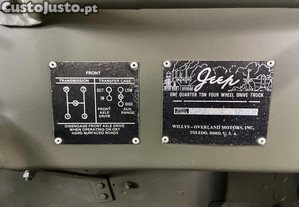 CustoJusto.pt
FRONT
TRANSMISSION TRANSFER CASE
OUT
IN
LOW
HIGH
FRONT AXLE DRIVE
AUX. RANGE
DISENGAGE FRONT AXLE DRIVE
WHEN OPERATING ON DRY
HARD SURFACED ROADS
Jeep
ONE QUARTER TON FOUR WHEEL DRIVE TRUCK
WILLYS-OVERLAND MOTORS, INC.
TOLEDO, OHIO, U. S. A.